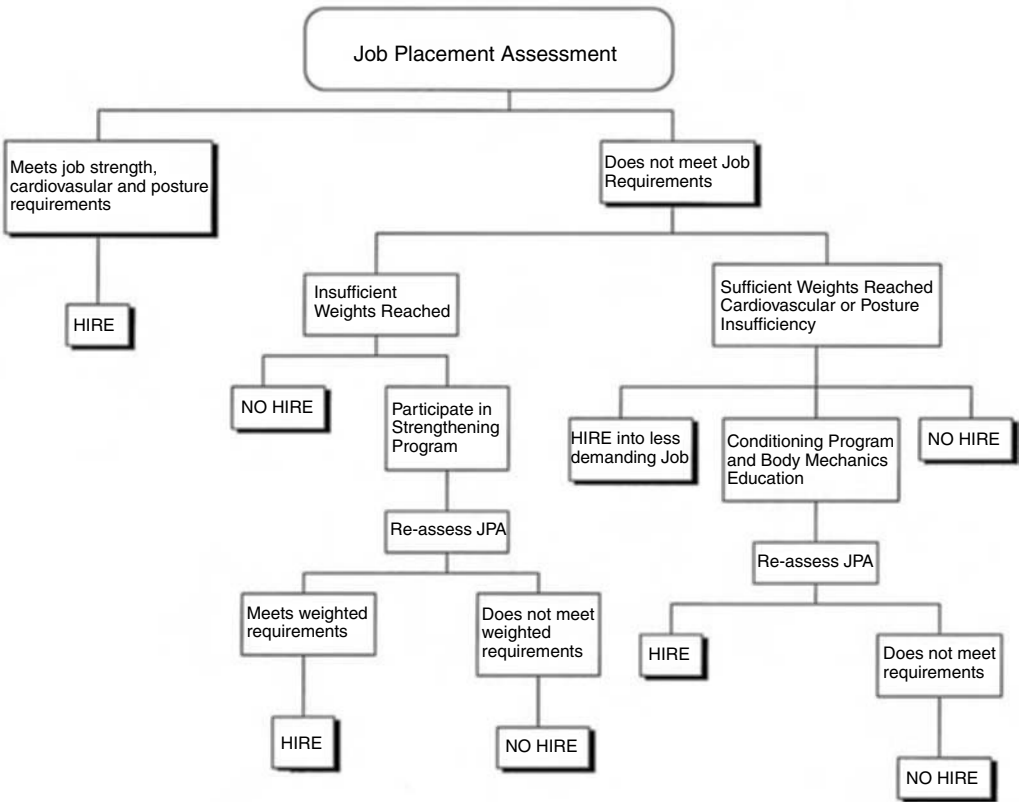 Job Placement Assessment
Meets job strength,
cardiovasular and posture
requirements
Does not meet Job
Requirements
HIRE
Insufficient
Weights Reached
Sufficient Weights Reached
Cardiovascular or Posture
Insufficiency
NO HIRE
Participate in
Strengthening
Program
HIRE into less
demanding Job
Conditioning Program
and Body Mechanics
Education
NO HIRE
Re-assess JPA
Re-assess JPA
Meets weighted
requirements
Does not meet
weighted
requirements
HIRE
Does not meet
requirements
HIRE
NO HIRE
NO HIRE